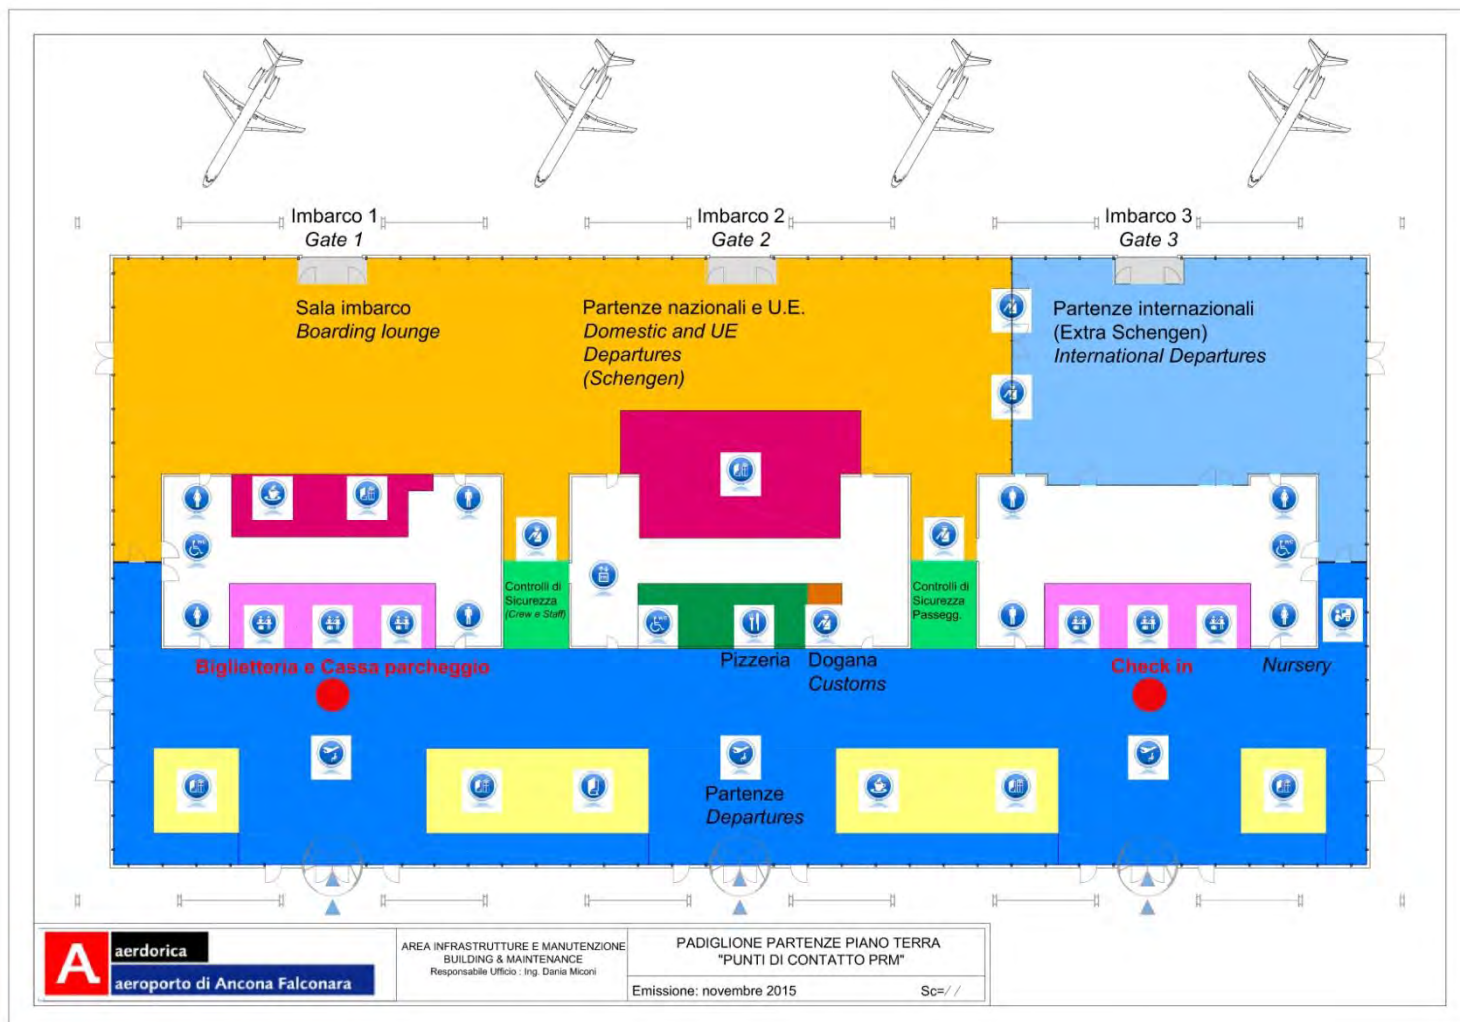 Imbarco 1
Gate 1
Imbarco 2
Gate 2
Imbarco 3
Gate 3
Sala imbarco
Boarding lounge
Partenze nazionali e U.E.
Domestic and UE
Departures
(Schengen)
Partenze internazionali
(Extra Schengen)
International Departures
Controlli di
Sicurezza
(Crew e Staff)
Controlli di
Sicurezza
Passegg.
Biglietteria e Cassa parcheggio
Pizzeria
Dogana
Customs
Check in
Nursery
Partenze
Departures
A
aerdorica
aeroporto di Ancona Falconara
AREA INFRASTRUTTURE E MANUTENZIONE
BUILDING & MAINTENANCE
Responsabile Ufficio : Ing. Dania Miconi
PADIGLIONE PARTENZE PIANO TERRA
"PUNTI DI CONTATTO PRM"
Emissione: novembre 2015
Sc=/ /